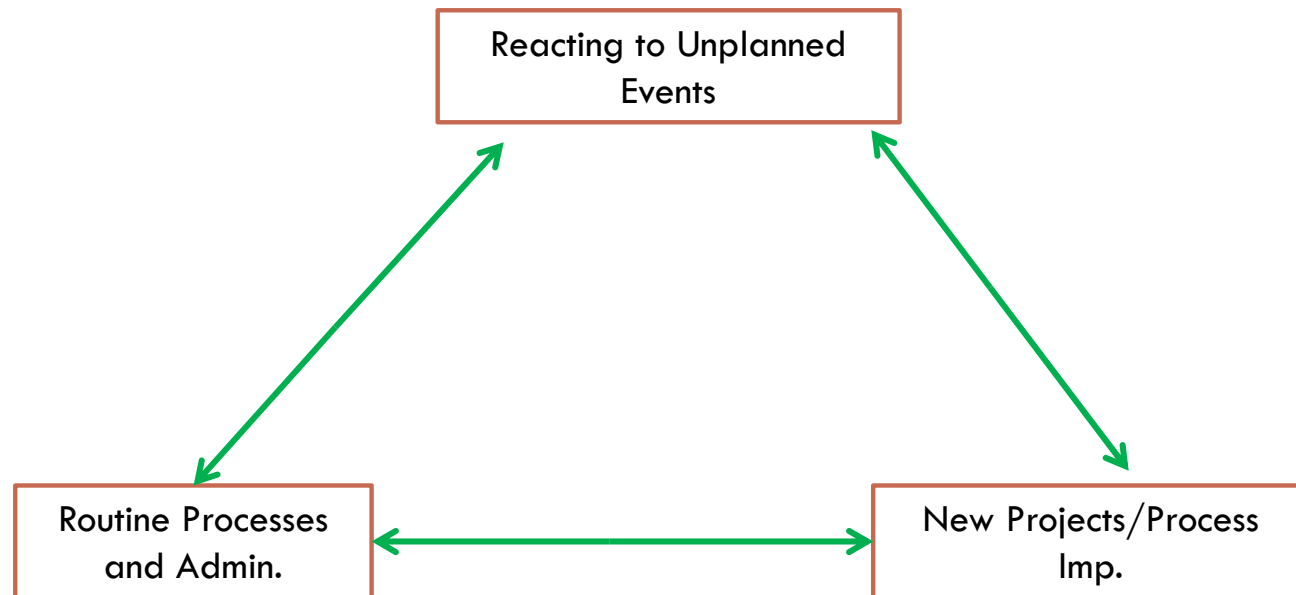 Reacting to Unplanned
Events
Routine Processes
and Admin.
New Projects/Process
Imp.